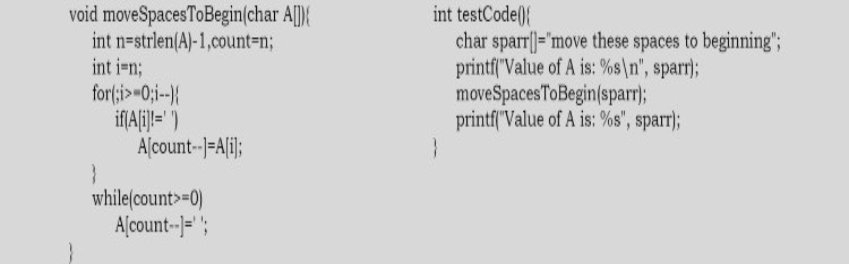 void moveSpacesToBegin(char A[]){
int n=strlen(A)-1,count=n;
int i=n;
for(;i>=0;i--){
if(A[i]!=' ')
A[count--]=A[i];
}
while(count>=0)
A[count--]=' ';
}
int testCode(){
char sparr[]="move these spaces to beginning";
printf("Value of A is: %s\n", sparr);
moveSpacesToBegin(sparr);
printf("Value of A is: %s", sparr);
}